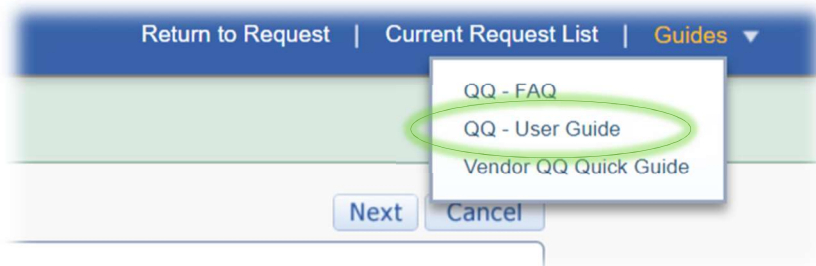 Return to Request | Current Request List | Guides ▼
QQ - FAQ
QQ - User Guide
Vendor QQ Quick Guide
Next Cancel